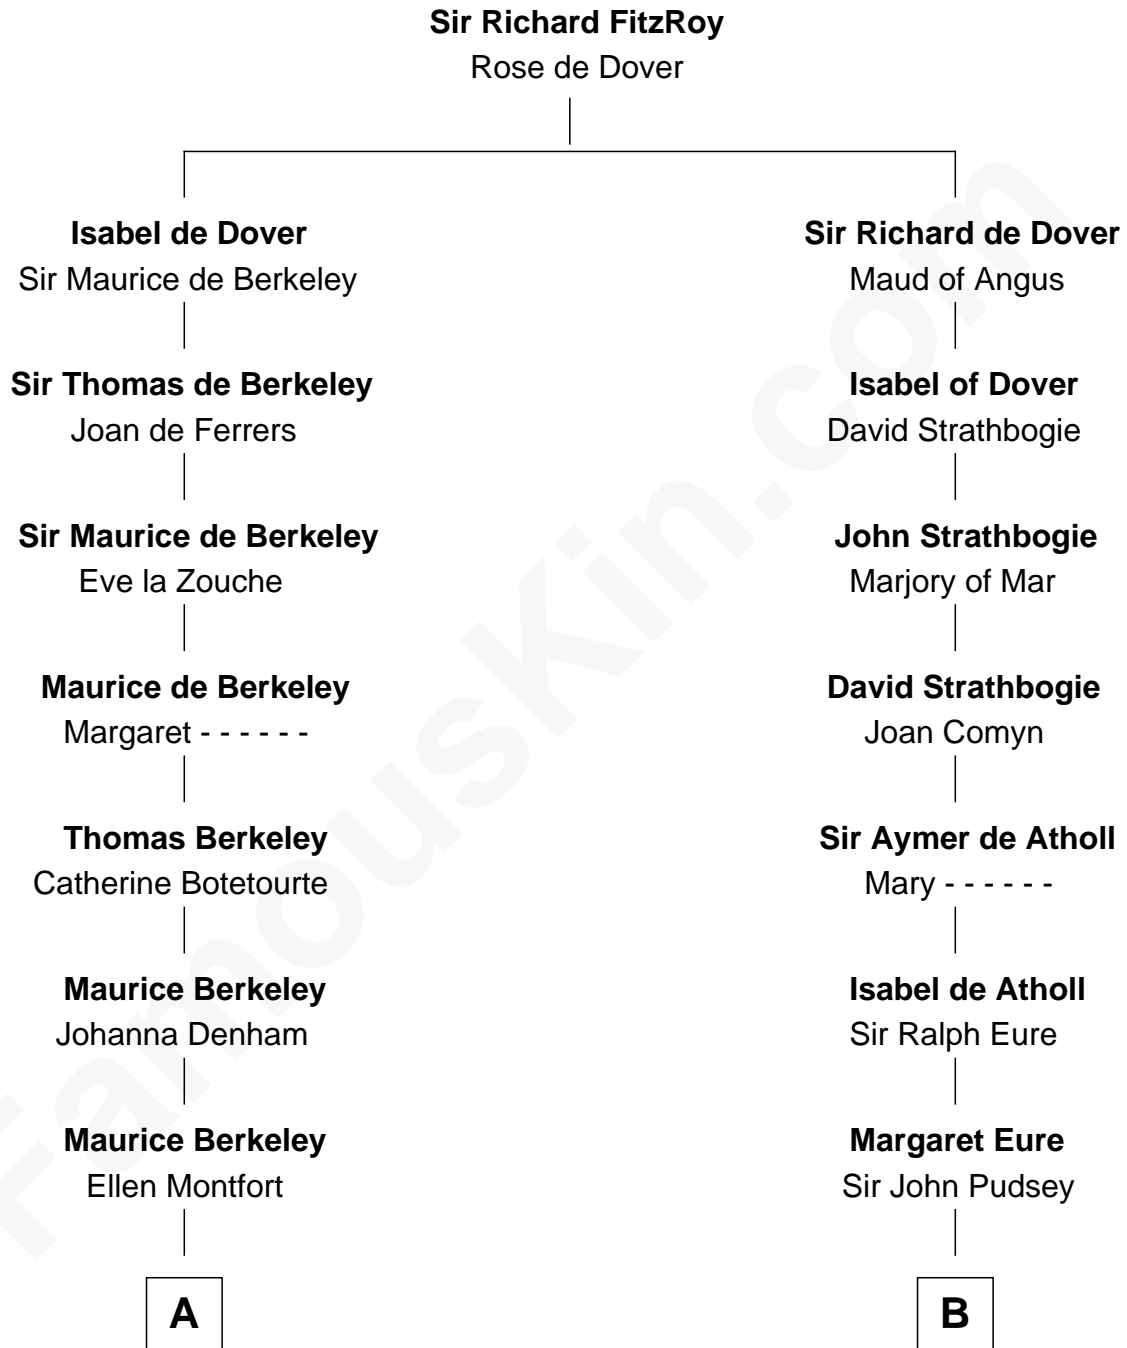 Sir Richard FitzRoy
Rose de Dover
Isabel de Dover
Sir Maurice de Berkeley
Sir Richard de Dover
Maud of Angus
Sir Thomas de Berkeley
Joan de Ferrers
Isabel of Dover
David Strathbogie
Sir Maurice de Berkeley
Eve la Zouche
John Strathbogie
Marjory of Mar
Maurice de Berkeley
Margaret - - - - - -
David Strathbogie
Joan Comyn
Thomas Berkeley
Catherine Botetourte
Sir Aymer de Atholl
Mary - - - - - -
Maurice Berkeley
Johanna Denham
Isabel de Atholl
Sir Ralph Eure
Maurice Berkeley
Ellen Montfort
Margaret Eure
Sir John Pudsey
A
B
FamousKin.com